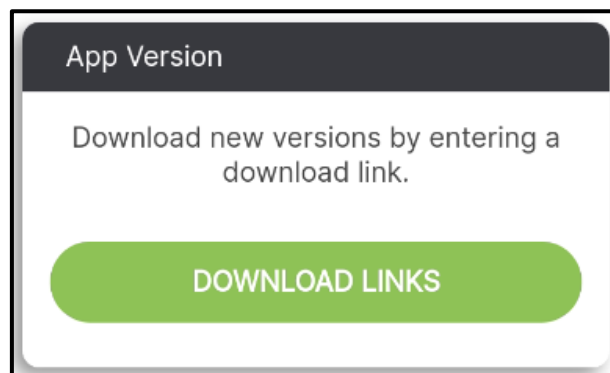 App Version
Download new versions by entering a
download link.
DOWNLOAD LINKS